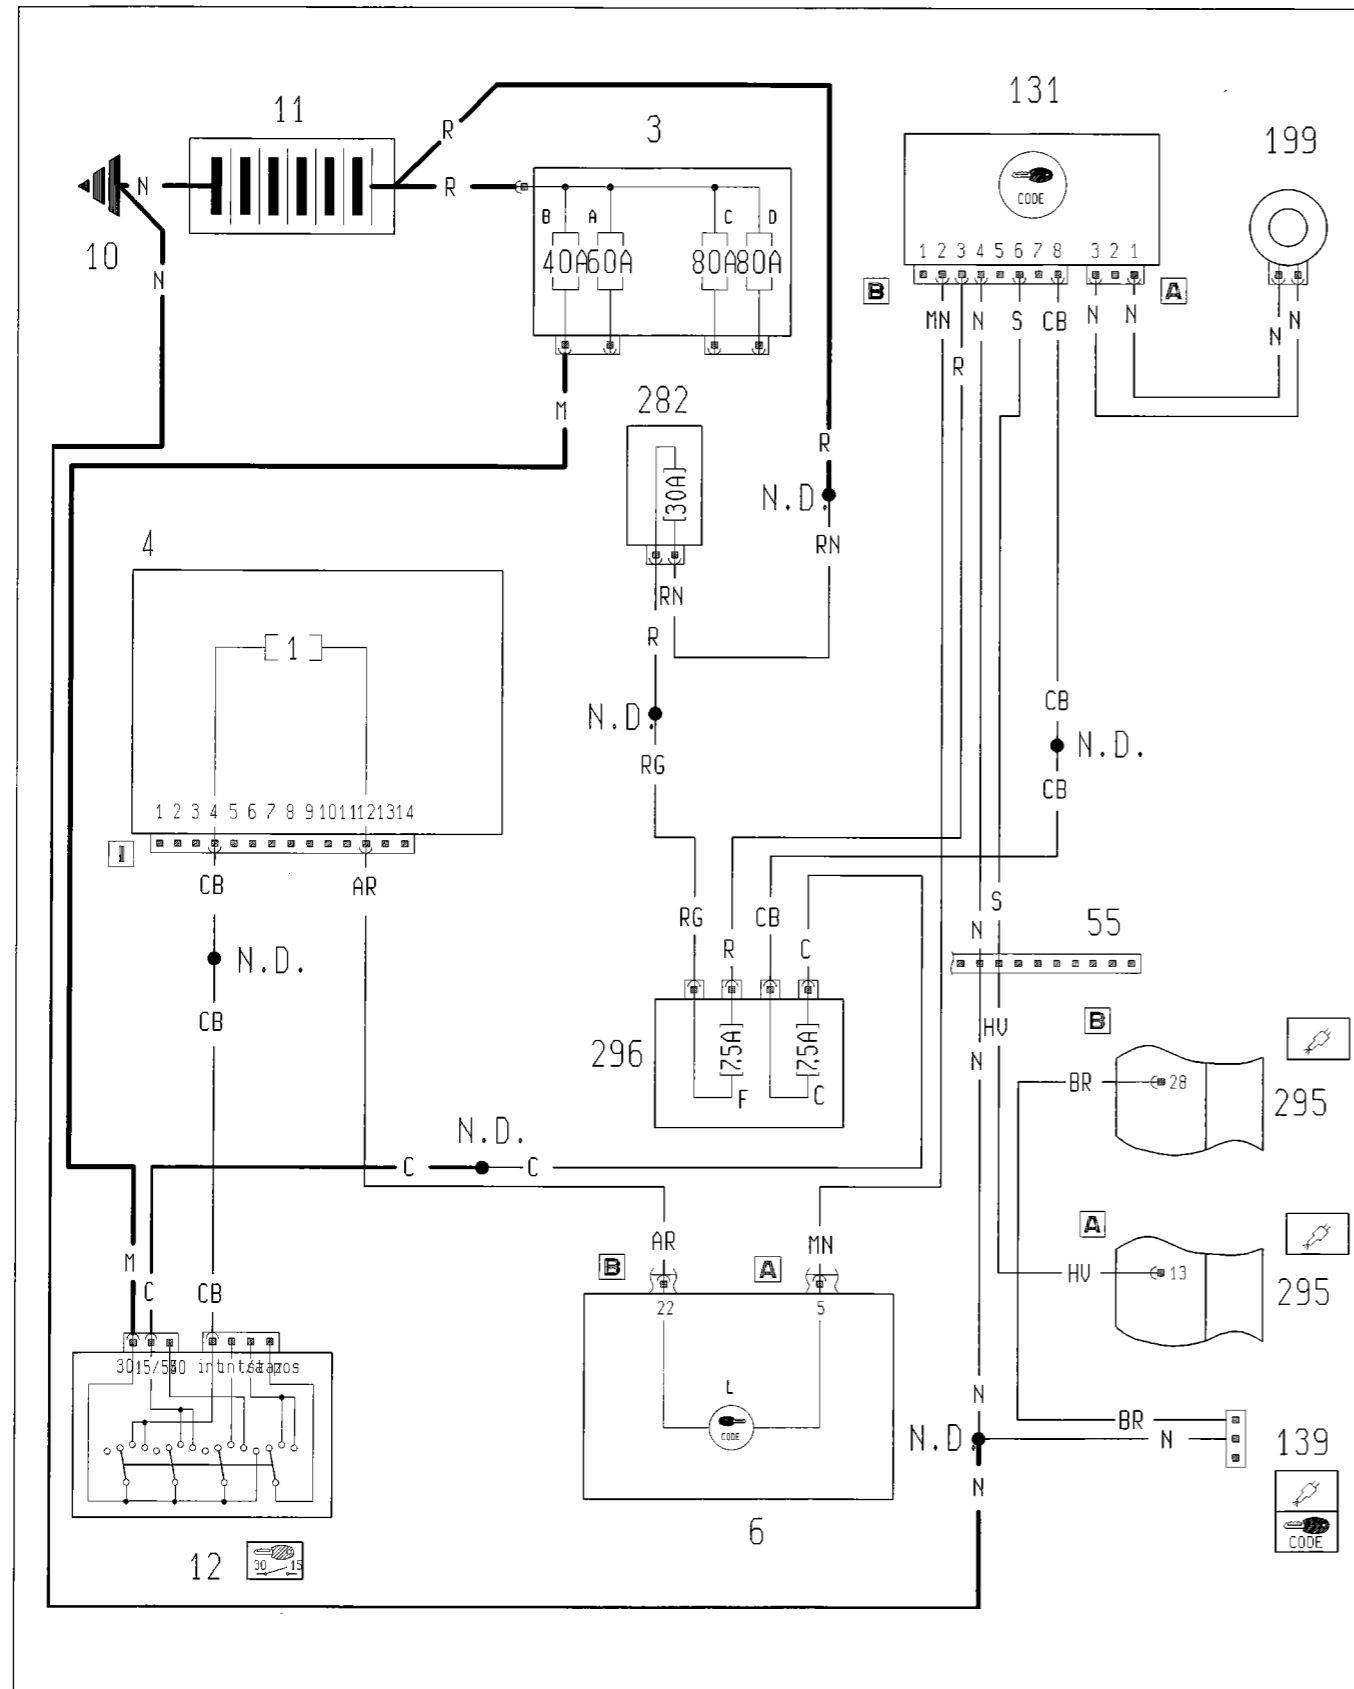 131
11
3
199
R
CODE
N
R
B
A
C
D
10
40A
60A
80A
80A
N
1 2 3 4 5 6 7 8
3 2 1
B
A
MN
N
S
CB
N
N
N
N
R
M
282
R
30A
N.D.
4
RN
RN
R
1
CB
N.D.
N.D.
RG
CB
1 2 3 4 5 6 7 8 9 10 11 12 13 14
1
CB
AR
S
RG
CB
55
N
R
C
N.D.
CB
HV
B
7,5A
7,5A
296
N
BR
28
F
C
295
N.D.
C
C
A
M
AR
MN
B
A
HV
13
C
CB
295
22
5
30
15/54
int
L
CODE
N
BR
N.D.
N
139
N
6
CODE
12
30
15